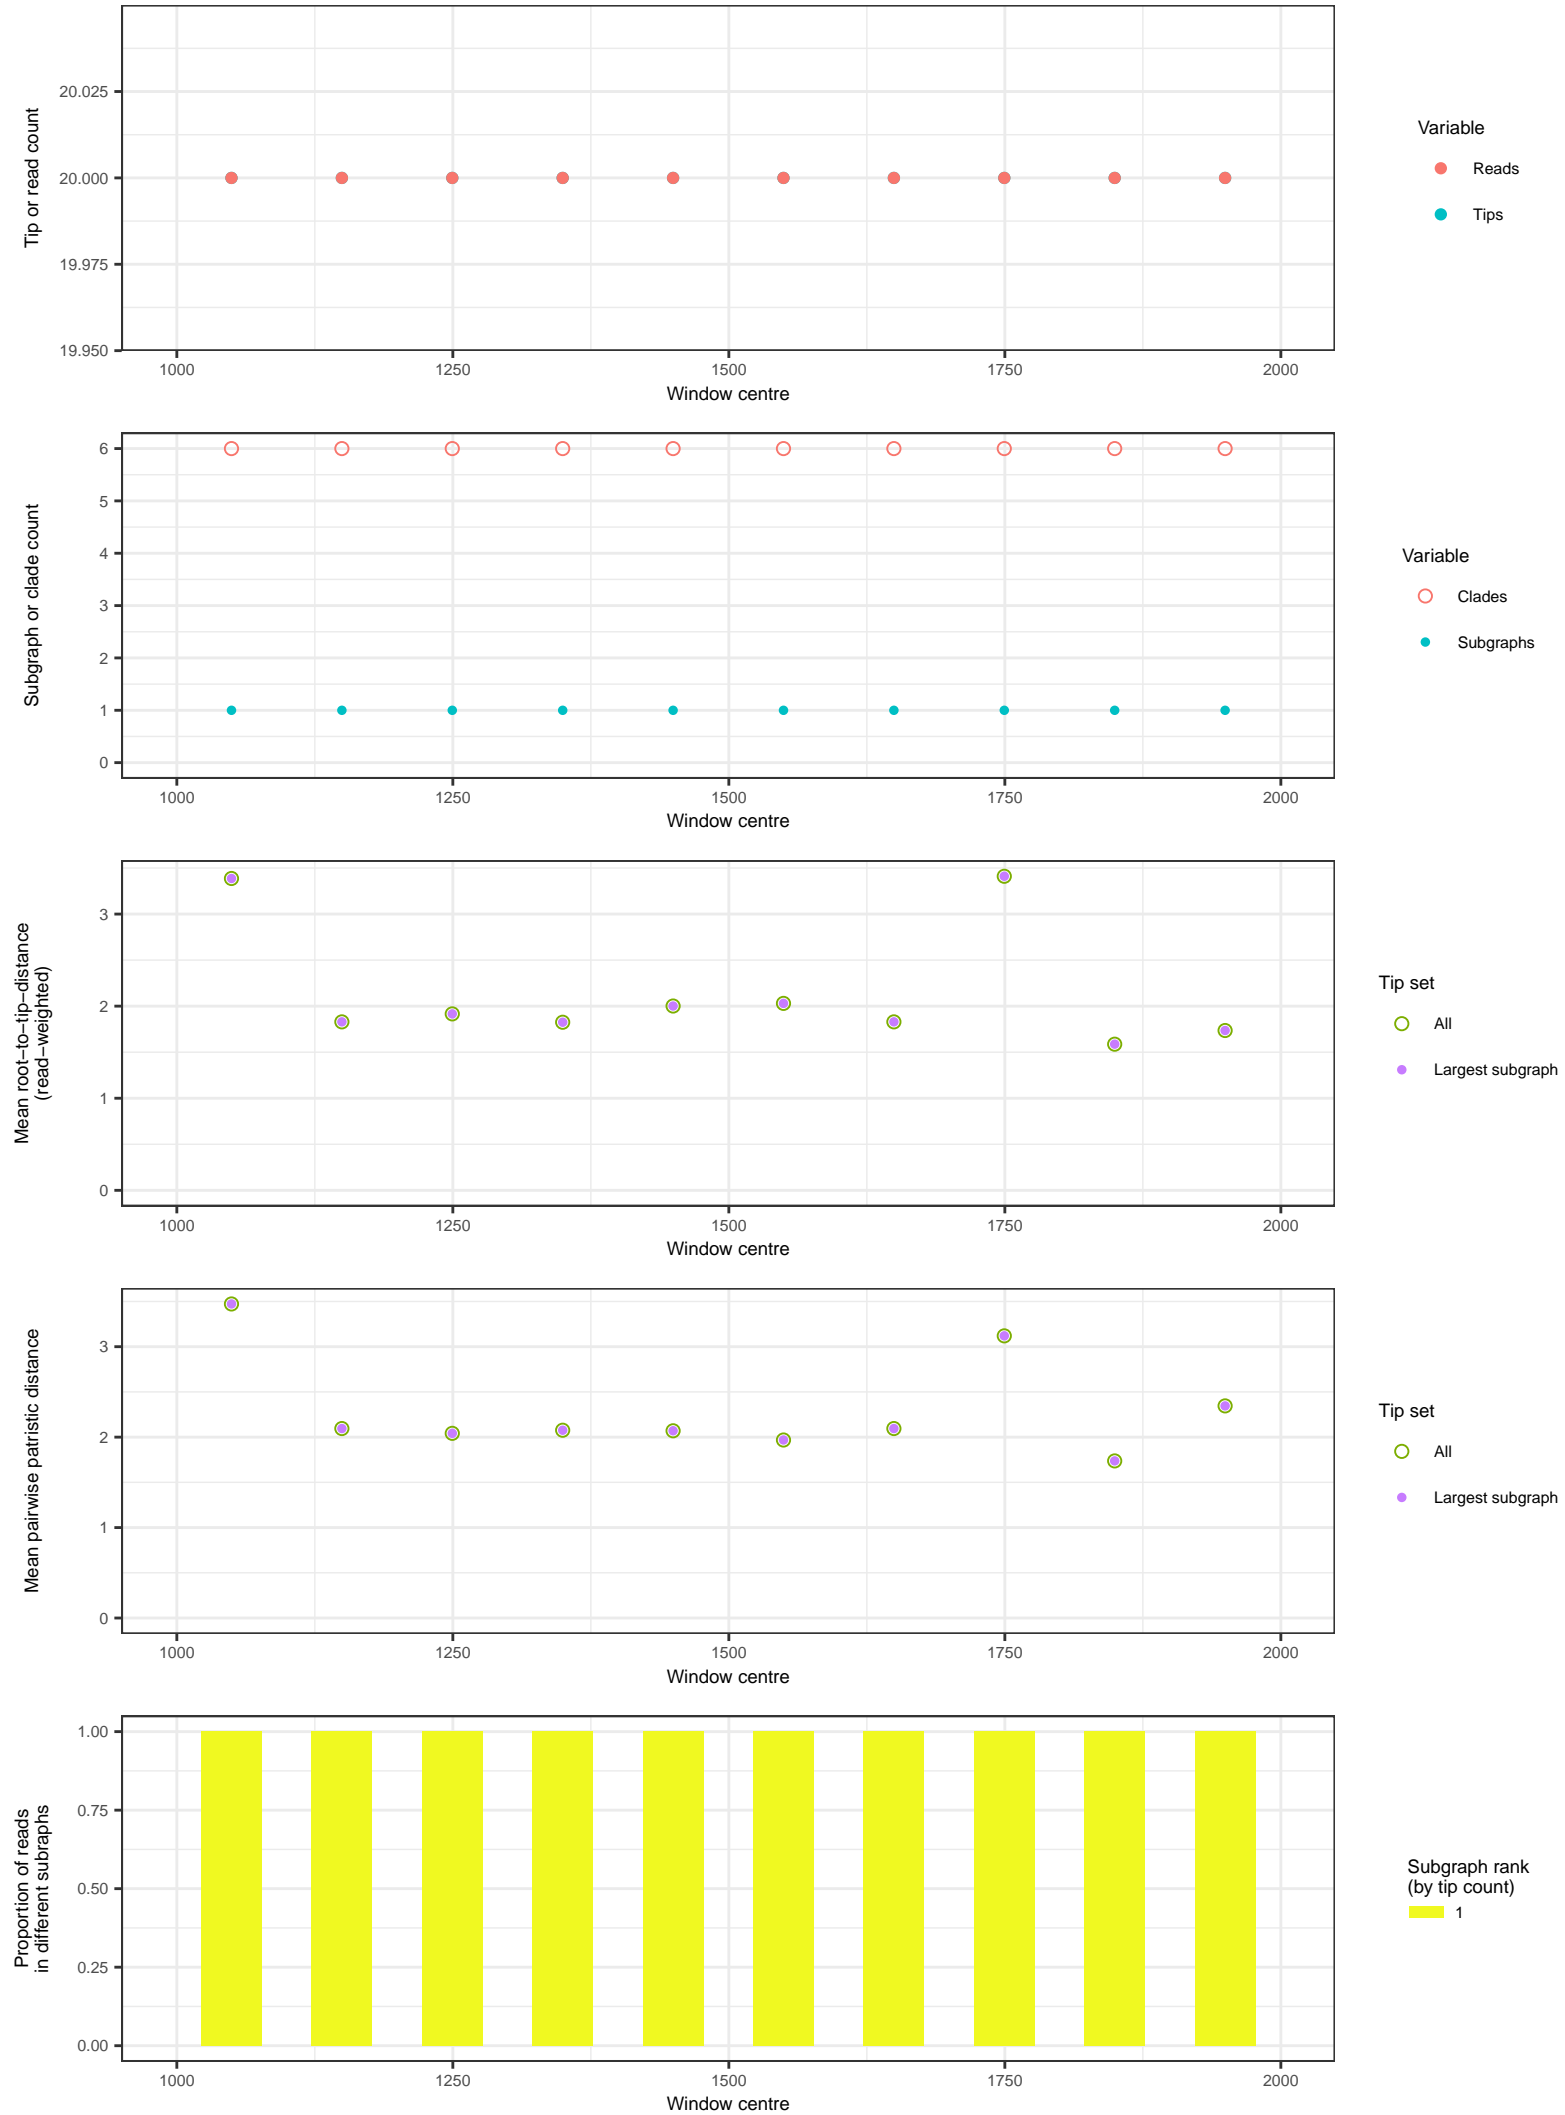 Tip or read count
20.025
20.000
19.975
19.950
1000 1250 1500 1750 2000
Window centre
Variable
Reads
Tips
Subgraph or clade count
6
5
4
3
2
1
0
1000 1250 1500 1750 2000
Window centre
Variable
Clades
Subgraphs
Mean root−to−tip−distance
(read−weighted)
3
2
1
0
1000 1250 1500 1750 2000
Window centre
Tip set
All
Largest subgraph
Mean pairwise patristic distance
3
2
1
0
1000 1250 1500 1750 2000
Window centre
Tip set
All
Largest subgraph
Proportion of reads
in different subraphs
1.00
0.75
0.50
0.25
0.00
1000 1250 1500 1750 2000
Window centre
Subgraph rank
(by tip count)
1